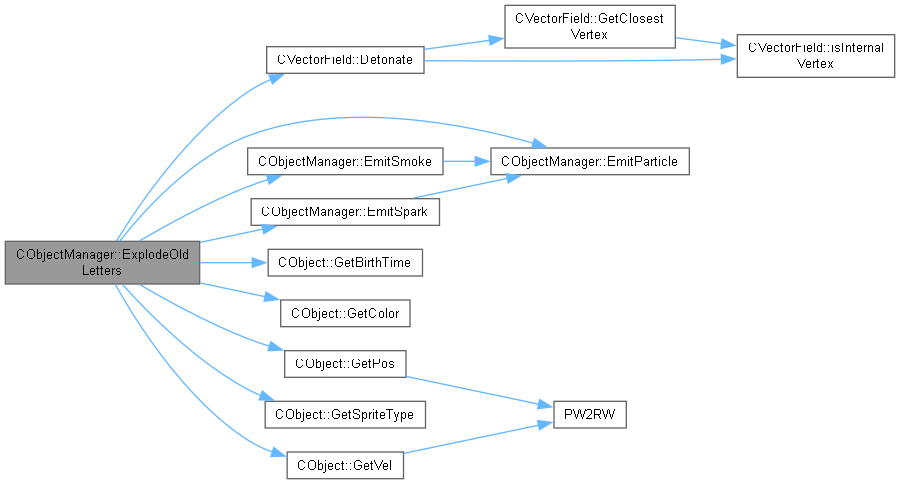 CVectorField::GetClosest
Vertex
CVectorField::isInternal
Vertex
CVectorField::Detonate
CObjectManager::EmitSmoke
CObjectManager::EmitParticle
CObjectManager::EmitSpark
CObjectManager::ExplodeOld
Letters
CObject::GetBirthTime
CObject::GetColor
CObject::GetPos
CObject::GetSpriteType
PW2RW
CObject::GetVel